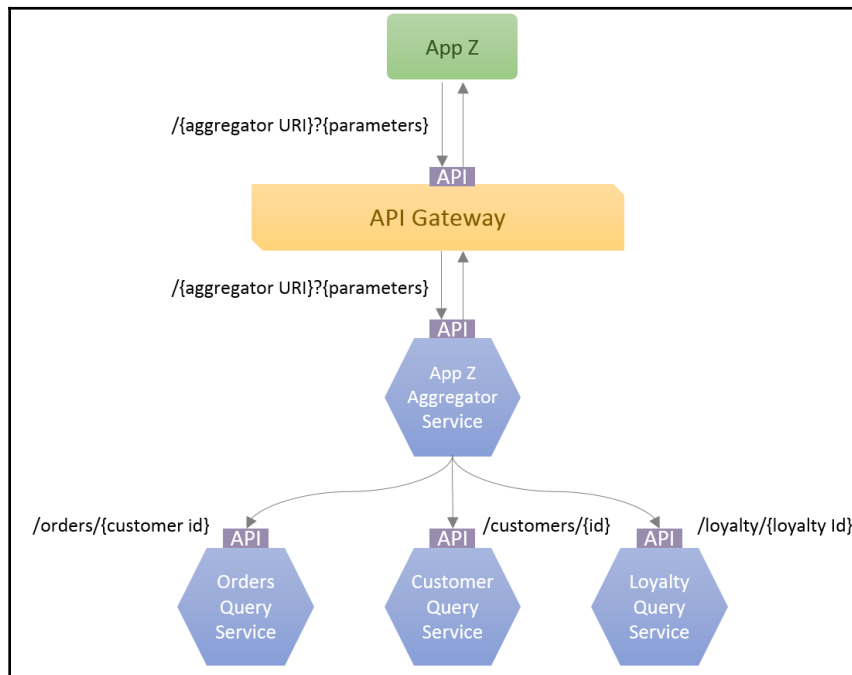 App Z
/{aggregator URI}?{parameters}
API
API Gateway
/{aggregator URI}?{parameters}
API
App Z
Aggregator
Service
/orders/{customer id}
/customers/{id}
/loyalty/{loyalty Id}
API
API
API
Orders
Query
Service
Customer
Query
Service
Loyalty
Query
Service